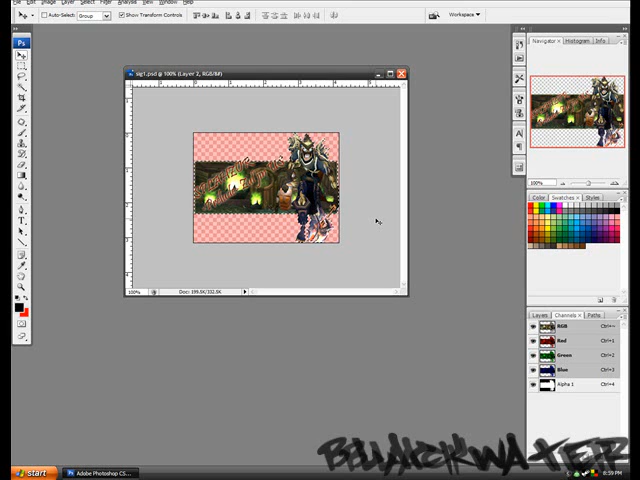 File Edit Image Layer Select Filter Analysis View Window Help
Auto-Select: Group Show Transform Controls Workspace
Ps
sig1.psd @ 100% (Layer 2, RGB/8#)
100% Doc: 199.5K/332.5K
Navigator Histogram Info
100%
Color Swatches Styles
Layers Channels Paths
RGB Ctrl+~
Red Ctrl+1
Green Ctrl+2
Blue Ctrl+3
Alpha 1 Ctrl+4
start
Adobe Photoshop CS...
8:59 PM